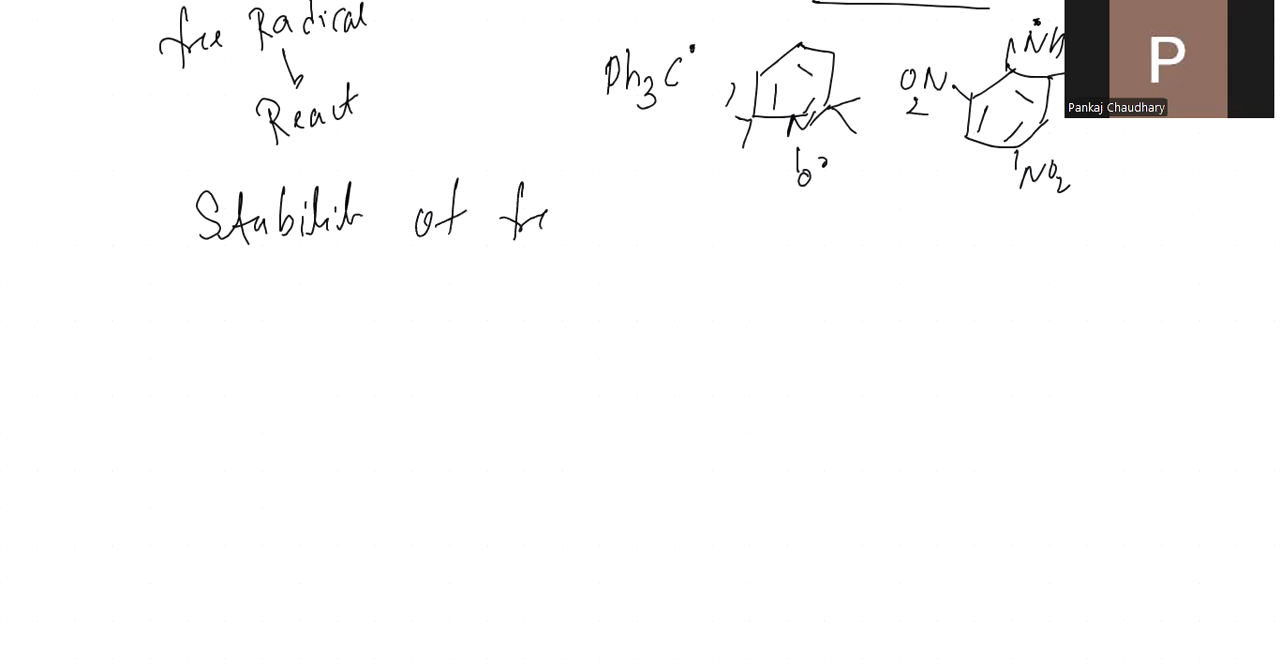 free Radical
React
Ph3C•
N
O•
O2N
NO2
P
Pankaj Chaudhary
Stabilit of fr